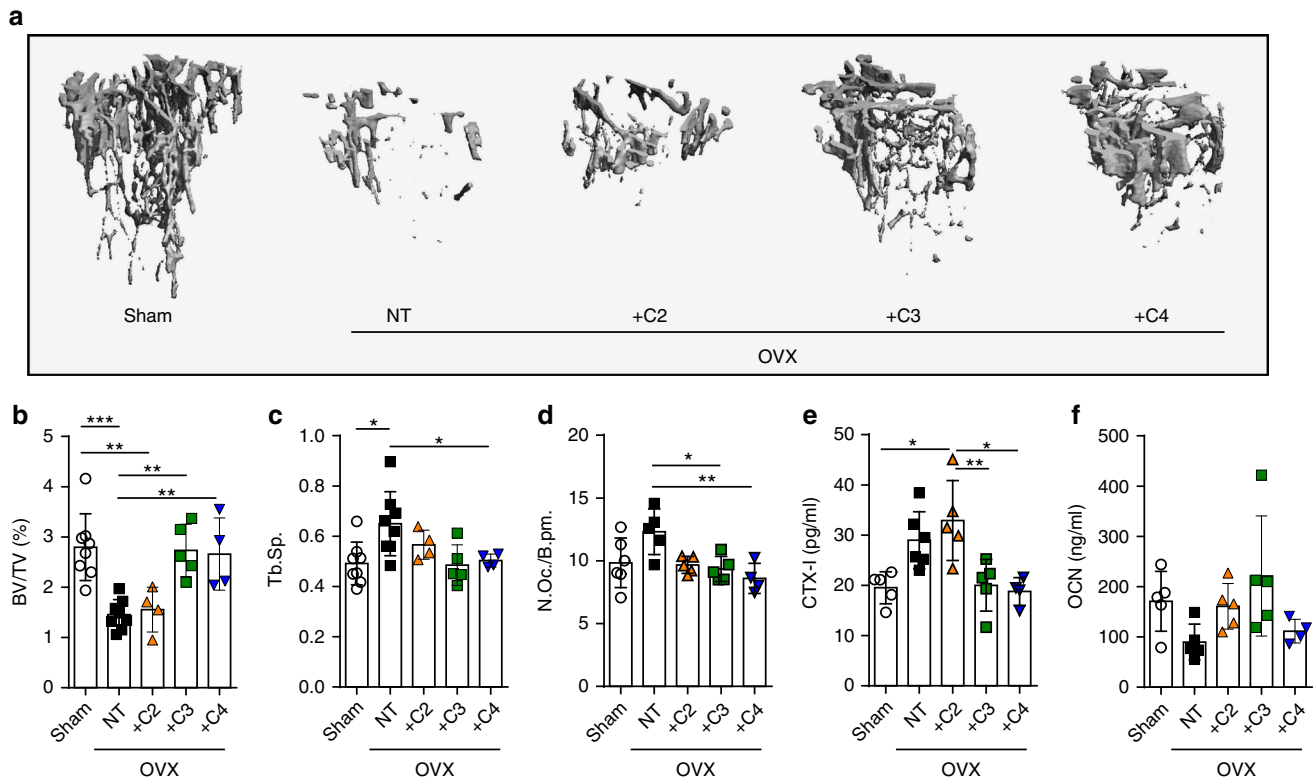 a
Sham
NT
+C2
+C3
+C4
OVX
b
***
**
**
**
BV/TV (%)
5
4
3
2
1
0
Sham
NT
+C2
+C3
+C4
OVX
c
*
*
Tb.Sp.
1.0
0.8
0.6
0.4
0.2
0.0
Sham
NT
+C2
+C3
+C4
OVX
d
*
**
N.Oc./B.pm.
20
15
10
5
0
Sham
NT
+C2
+C3
+C4
OVX
e
*
*
**
CTX-I (pg/ml)
50
40
30
20
10
0
Sham
NT
+C2
+C3
+C4
OVX
f
OCN (ng/ml)
500
400
300
200
100
0
Sham
NT
+C2
+C3
+C4
OVX